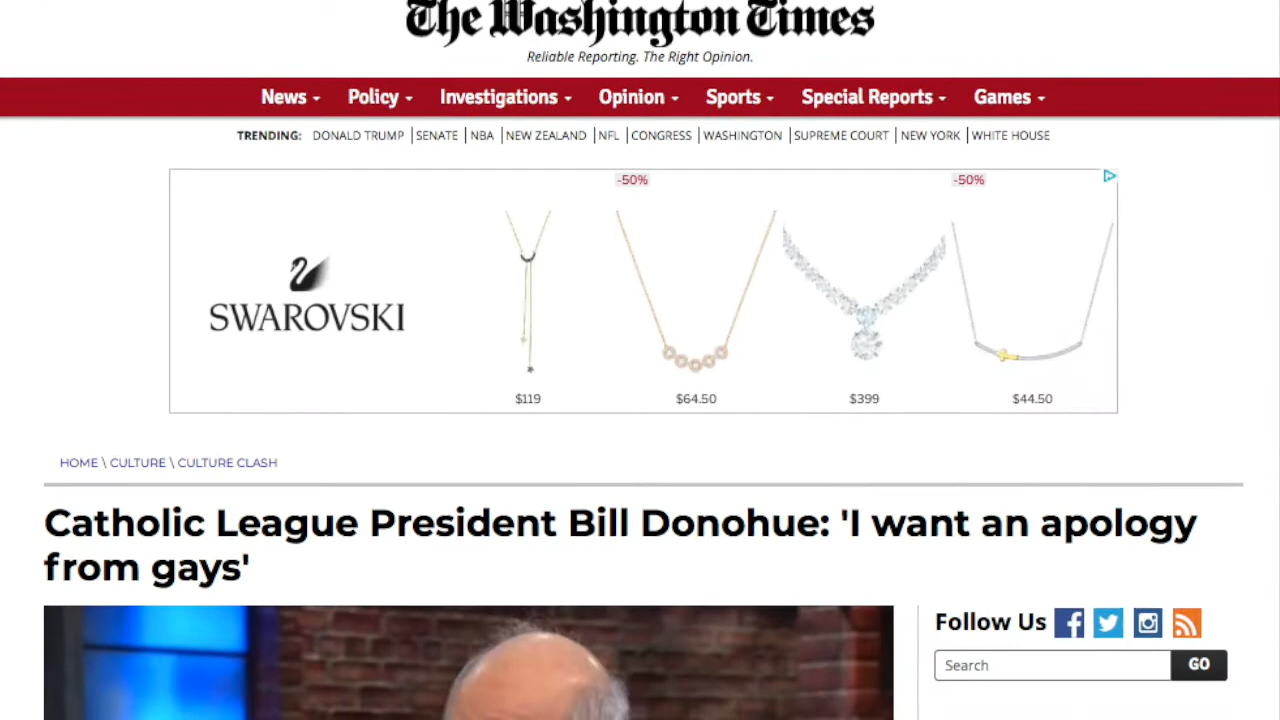 The Washington Times
Reliable Reporting. The Right Opinion.
News Policy Investigations Opinion Sports Special Reports Games
TRENDING: DONALD TRUMP | SENATE | NBA | NEW ZEALAND | NFL | CONGRESS | WASHINGTON | SUPREME COURT | NEW YORK | WHITE HOUSE
-50% -50%
SWAROVSKI
$119 $64.50 $399 $44.50
HOME \ CULTURE \ CULTURE CLASH
Catholic League President Bill Donohue: 'I want an apology
from gays'
Follow Us
Search GO